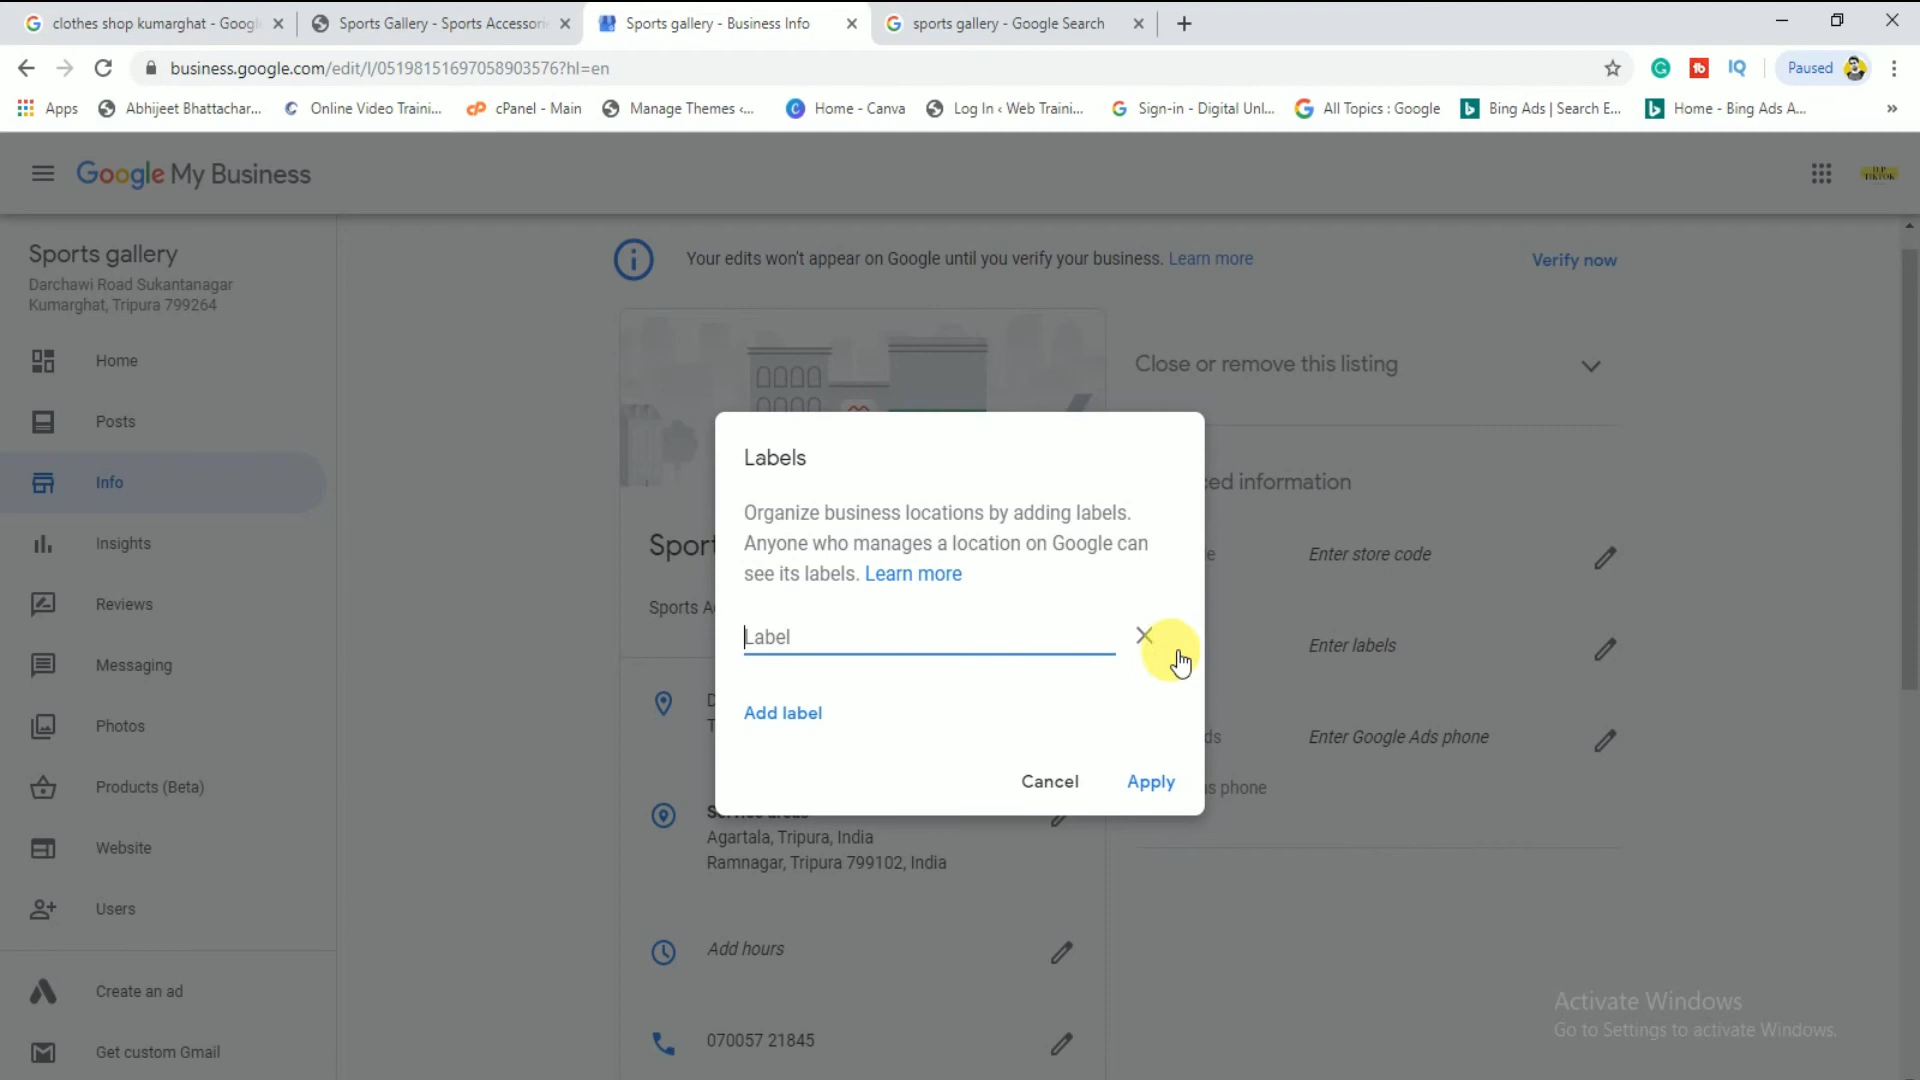 clothes shop kumarghat - Googl
Sports Gallery - Sports Accessori
Sports gallery - Business Info
sports gallery - Google Search
business.google.com/edit/l/05198151697058903576?hl=en
Paused
Apps
Abhijeet Bhattachar...
Online Video Traini...
cPanel - Main
Manage Themes ‹...
Home - Canva
Log In ‹ Web Traini...
Sign-in - Digital Unl...
All Topics : Google
Bing Ads | Search E...
Home - Bing Ads A...
»
Google My Business
D.P
TIKTOK
Sports gallery
Darchawi Road Sukantanagar
Kumarghat, Tripura 799264
Home
Posts
Info
Insights
Reviews
Messaging
Photos
Products (Beta)
Website
Users
Create an ad
Get custom Gmail
Your edits won't appear on Google until you verify your business. Learn more
Verify now
Close or remove this listing
ced information
Sport
Sports A
Labels
Organize business locations by adding labels.
Anyone who manages a location on Google can
see its labels. Learn more
Label
Add label
Cancel
Apply
e
Enter store code
Enter labels
ds
Enter Google Ads phone
s phone
D
T
Service areas
Agartala, Tripura, India
Ramnagar, Tripura 799102, India
Add hours
070057 21845
Activate Windows
Go to Settings to activate Windows.